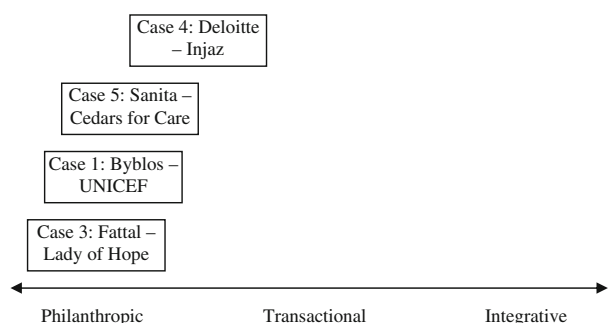 Case 4: Deloitte
– Injaz
Case 5: Sanita –
Cedars for Care
Case 1: Byblos –
UNICEF
Case 3: Fattal –
Lady of Hope
Philanthropic Transactional Integrative